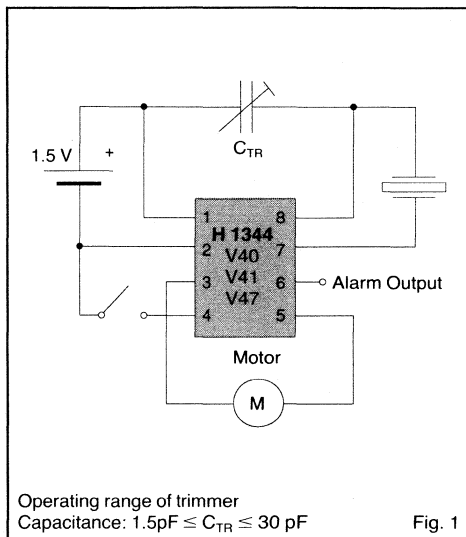 C_TR
1.5 V +
1 8
H 1344
2 7
V40
3 V41 6 Alarm Output
V47
4 5
Motor
M
Operating range of trimmer
Capacitance: 1.5pF ≤ C_TR ≤ 30 pF Fig. 1